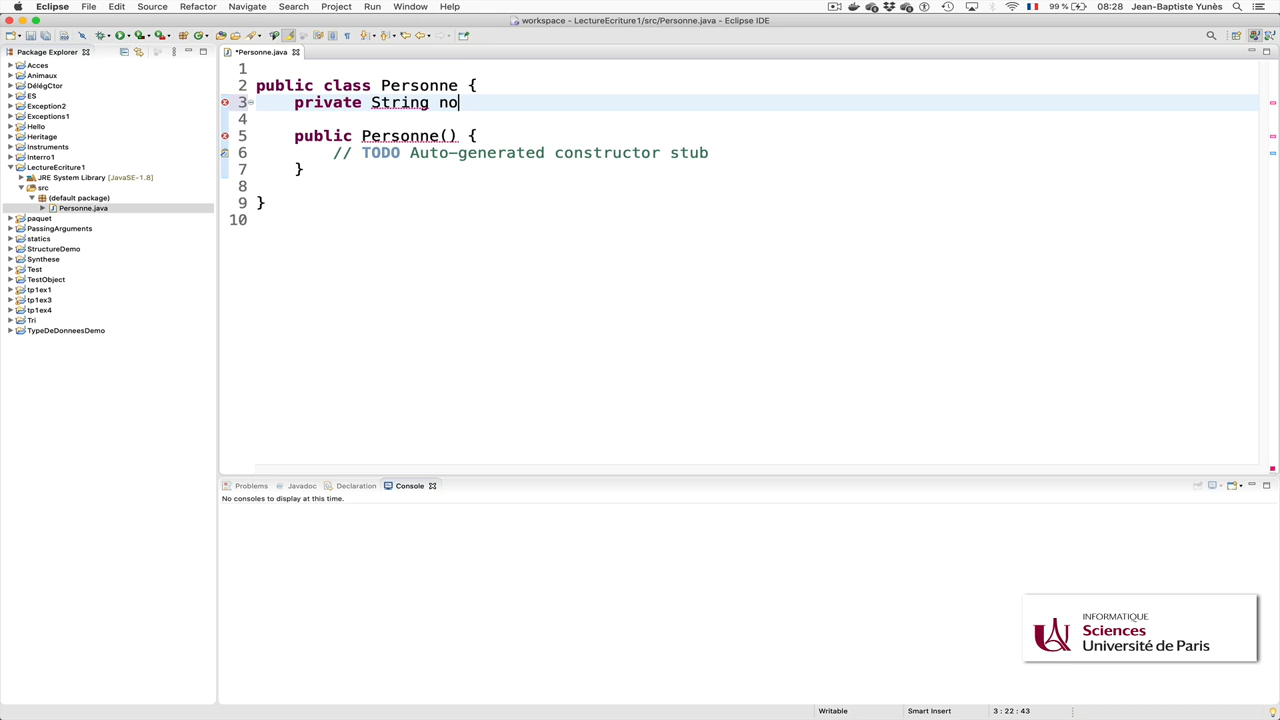 Eclipse File Edit Source Refactor Navigate Search Project Run Window Help 99 % 08:28 Jean-Baptiste Yunès
workspace - LectureEcriture1/src/Personne.java - Eclipse IDE
Package Explorer
Acces
Animaux
DélégCtor
ES
Exception2
Exceptions1
Hello
Heritage
Instruments
Interro1
LectureEcriture1
JRE System Library [JavaSE-1.8]
src
(default package)
Personne.java
paquet
PassingArguments
statics
StructureDemo
Synthese
Test
TestObject
tp1ex1
tp1ex3
tp1ex4
Tri
TypeDeDonneesDemo
*Personne.java
1
2 public class Personne {
3 private String no
4
5 public Personne() {
6 // TODO Auto-generated constructor stub
7 }
8
9 }
10
Problems Javadoc Declaration Console
No consoles to display at this time.
INFORMATIQUE
Sciences
Université de Paris
Writable Smart Insert 3 : 22 : 43